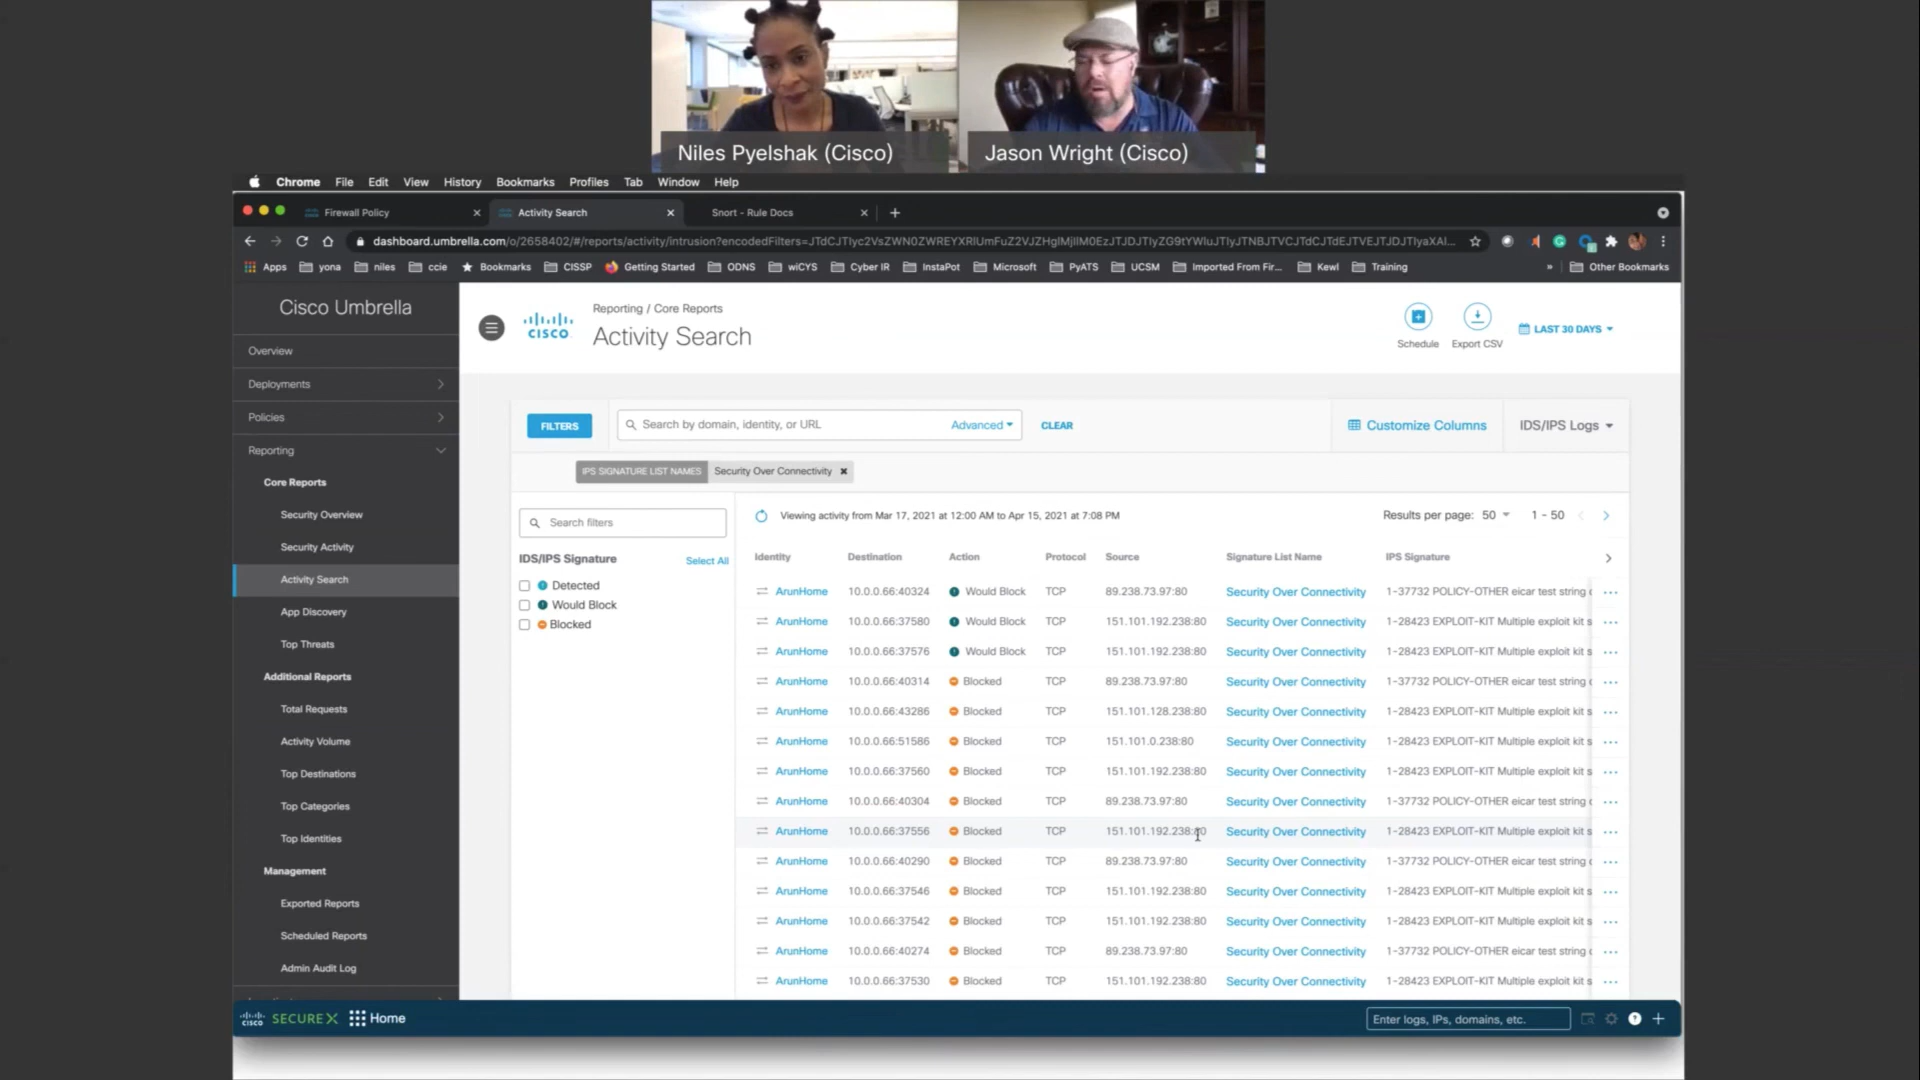 Niles Pyelshak (Cisco)
Jason Wright (Cisco)
Chrome File Edit View History Bookmarks Profiles Tab Window Help
Firewall Policy
Activity Search
Snort - Rule Docs
Apps yona niles ccie Bookmarks CISSP Getting Started ODNS wiCYS Cyber IR InstaPot Microsoft PyATS UCSM Imported From Fir... Kewl Training » Other Bookmarks
Cisco Umbrella
Overview
Deployments
Policies
Reporting
Core Reports
Security Overview
Security Activity
Activity Search
App Discovery
Top Threats
Additional Reports
Total Requests
Activity Volume
Top Destinations
Top Categories
Top Identities
Management
Exported Reports
Scheduled Reports
Admin Audit Log
CISCO
Reporting / Core Reports
Activity Search
Schedule
Export CSV
LAST 30 DAYS
FILTERS
Search by domain, identity, or URL
Advanced
CLEAR
Customize Columns
IDS/IPS Logs
IPS SIGNATURE LIST NAMES Security Over Connectivity
Search filters
IDS/IPS Signature Select All
Detected
Would Block
Blocked
Viewing activity from Mar 17, 2021 at 12:00 AM to Apr 15, 2021 at 7:08 PM
Results per page: 50 1 - 50
Identity Destination Action Protocol Source Signature List Name IPS Signature
ArunHome 10.0.0.66:40324 Would Block TCP 89.238.73.97:80 Security Over Connectivity 1-37732 POLICY-OTHER eicar test string
ArunHome 10.0.0.66:37580 Would Block TCP 151.101.192.238:80 Security Over Connectivity 1-28423 EXPLOIT-KIT Multiple exploit kit s
ArunHome 10.0.0.66:37576 Would Block TCP 151.101.192.238:80 Security Over Connectivity 1-28423 EXPLOIT-KIT Multiple exploit kit s
ArunHome 10.0.0.66:40314 Blocked TCP 89.238.73.97:80 Security Over Connectivity 1-37732 POLICY-OTHER eicar test string
ArunHome 10.0.0.66:43286 Blocked TCP 151.101.128.238:80 Security Over Connectivity 1-28423 EXPLOIT-KIT Multiple exploit kit s
ArunHome 10.0.0.66:51586 Blocked TCP 151.101.0.238:80 Security Over Connectivity 1-28423 EXPLOIT-KIT Multiple exploit kit s
ArunHome 10.0.0.66:37560 Blocked TCP 151.101.192.238:80 Security Over Connectivity 1-28423 EXPLOIT-KIT Multiple exploit kit s
ArunHome 10.0.0.66:40304 Blocked TCP 89.238.73.97:80 Security Over Connectivity 1-37732 POLICY-OTHER eicar test string
ArunHome 10.0.0.66:37556 Blocked TCP 151.101.192.238:80 Security Over Connectivity 1-28423 EXPLOIT-KIT Multiple exploit kit s
ArunHome 10.0.0.66:40290 Blocked TCP 89.238.73.97:80 Security Over Connectivity 1-37732 POLICY-OTHER eicar test string
ArunHome 10.0.0.66:37546 Blocked TCP 151.101.192.238:80 Security Over Connectivity 1-28423 EXPLOIT-KIT Multiple exploit kit s
ArunHome 10.0.0.66:37542 Blocked TCP 151.101.192.238:80 Security Over Connectivity 1-28423 EXPLOIT-KIT Multiple exploit kit s
ArunHome 10.0.0.66:40274 Blocked TCP 89.238.73.97:80 Security Over Connectivity 1-37732 POLICY-OTHER eicar test string
ArunHome 10.0.0.66:37530 Blocked TCP 151.101.192.238:80 Security Over Connectivity 1-28423 EXPLOIT-KIT Multiple exploit kit s
CISCO SECUREX Home
Enter logs, IPs, domains, etc.